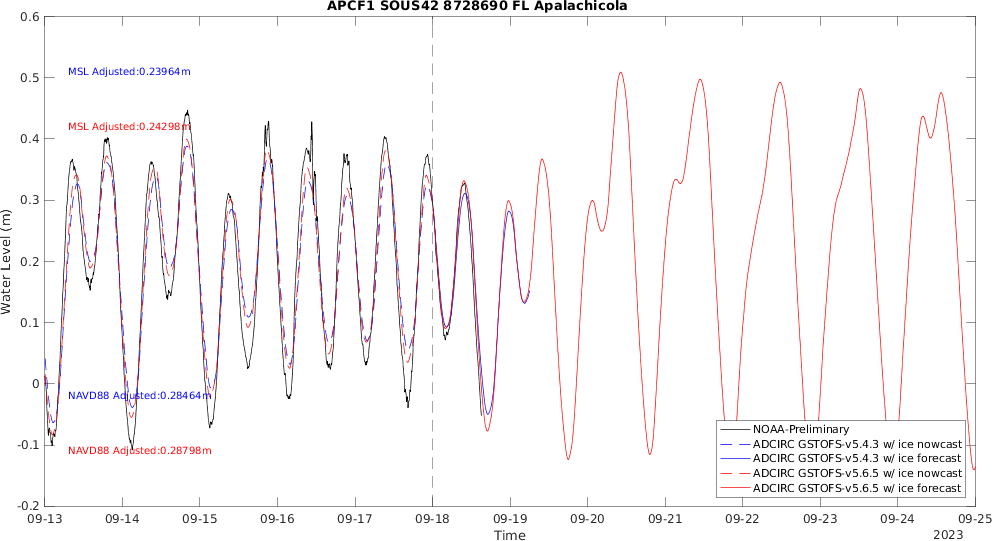 APCF1 SOUS42 8728690 FL Apalachicola
0.6
0.5
0.4
0.3
0.2
0.1
0
-0.1
-0.2
Water Level (m)
MSL Adjusted:0.23964m
MSL Adjusted:0.24298m
NAVD88 Adjusted:0.28464m
NAVD88 Adjusted:0.28798m
NOAA-Preliminary
ADCIRC GSTOFS-v5.4.3 w/ ice nowcast
ADCIRC GSTOFS-v5.4.3 w/ ice forecast
ADCIRC GSTOFS-v5.6.5 w/ ice nowcast
ADCIRC GSTOFS-v5.6.5 w/ ice forecast
09-13 09-14 09-15 09-16 09-17 09-18 09-19 09-20 09-21 09-22 09-23 09-24 09-25
Time
2023